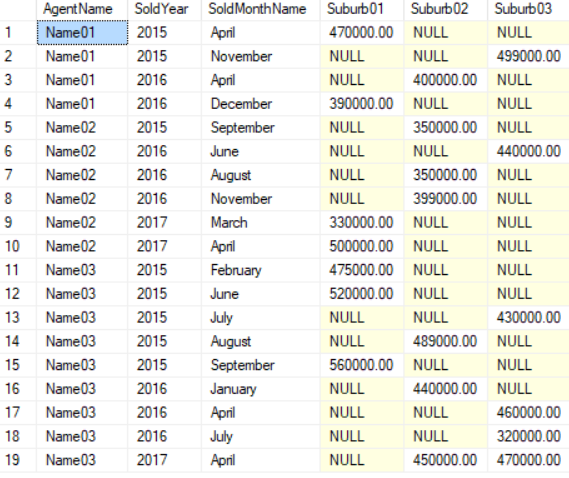 AgentName SoldYear SoldMonthName Suburb01 Suburb02 Suburb03
1 Name01 2015 April 470000.00 NULL NULL
2 Name01 2015 November NULL NULL 499000.00
3 Name01 2016 April NULL 400000.00 NULL
4 Name01 2016 December 390000.00 NULL NULL
5 Name02 2015 September NULL 350000.00 NULL
6 Name02 2016 June NULL NULL 440000.00
7 Name02 2016 August NULL 350000.00 NULL
8 Name02 2016 November NULL 399000.00 NULL
9 Name02 2017 March 330000.00 NULL NULL
10 Name02 2017 April 500000.00 NULL NULL
11 Name03 2015 February 475000.00 NULL NULL
12 Name03 2015 June 520000.00 NULL NULL
13 Name03 2015 July NULL NULL 430000.00
14 Name03 2015 August NULL 489000.00 NULL
15 Name03 2015 September 560000.00 NULL NULL
16 Name03 2016 January NULL 440000.00 NULL
17 Name03 2016 April NULL NULL 460000.00
18 Name03 2016 July NULL NULL 320000.00
19 Name03 2017 April NULL 450000.00 470000.00